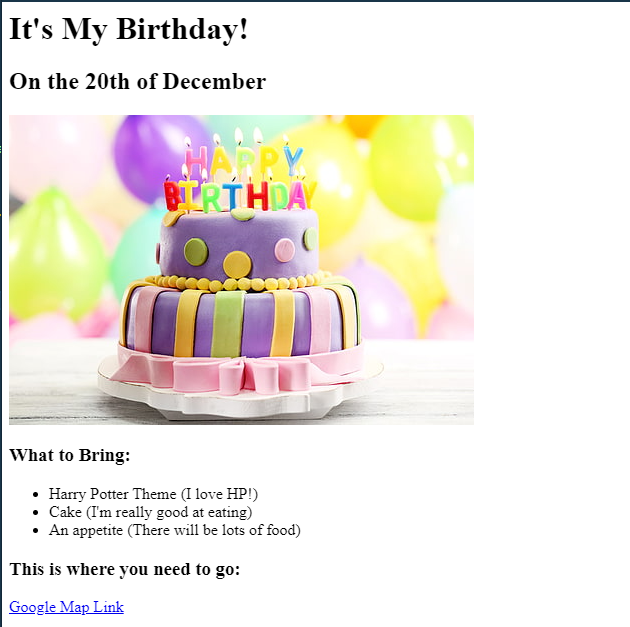 It's My Birthday!
On the 20th of December
HAPPY
BIRTHDAY
What to Bring:
Harry Potter Theme (I love HP!)
Cake (I'm really good at eating)
An appetite (There will be lots of food)
This is where you need to go:
Google Map Link